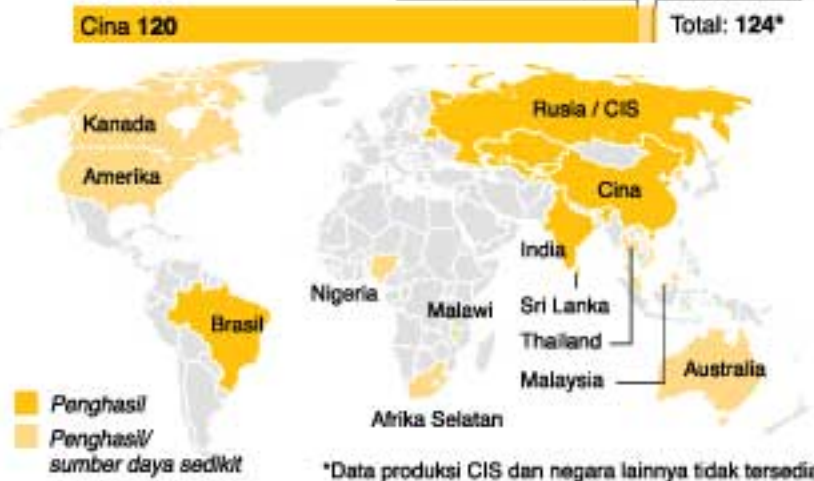 Cina 120
Total: 124*
Kanada
Rusia / CIS
Amerika
Cina
India
Nigeria
Malawi
Sri Lanka
Brasil
Thailand
Malaysia
Australia
Penghasil
Afrika Selatan
Penghasil/
sumber daya sedikit
*Data produksi CIS dan negara lainnya tidak tersedia